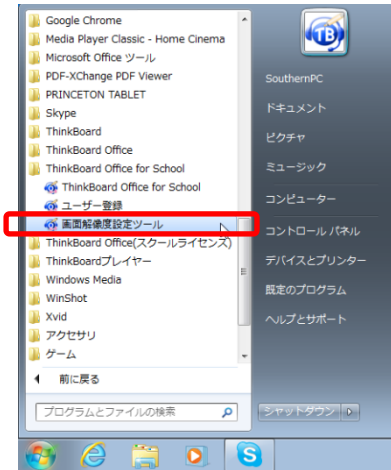 Google Chrome
Media Player Classic - Home Cinema
Microsoft Office ツール
PDF-XChange PDF Viewer
PRINCETON TABLET
Skype
ThinkBoard
ThinkBoard Office
ThinkBoard Office for School
ThinkBoard Office for School
ユーザー登録
画面解像度設定ツール
ThinkBoard Office(スクールライセンズ)
ThinkBoardプレイヤー
Windows Media
WinShot
Xvid
アクセサリ
ゲーム
前に戻る
プログラムとファイルの検索
TB
SouthernPC
ドキュメント
ピクチャ
ミュージック
コンピューター
コントロール パネル
デバイスとプリンター
既定のプログラム
ヘルプとサポート
シャットダウン